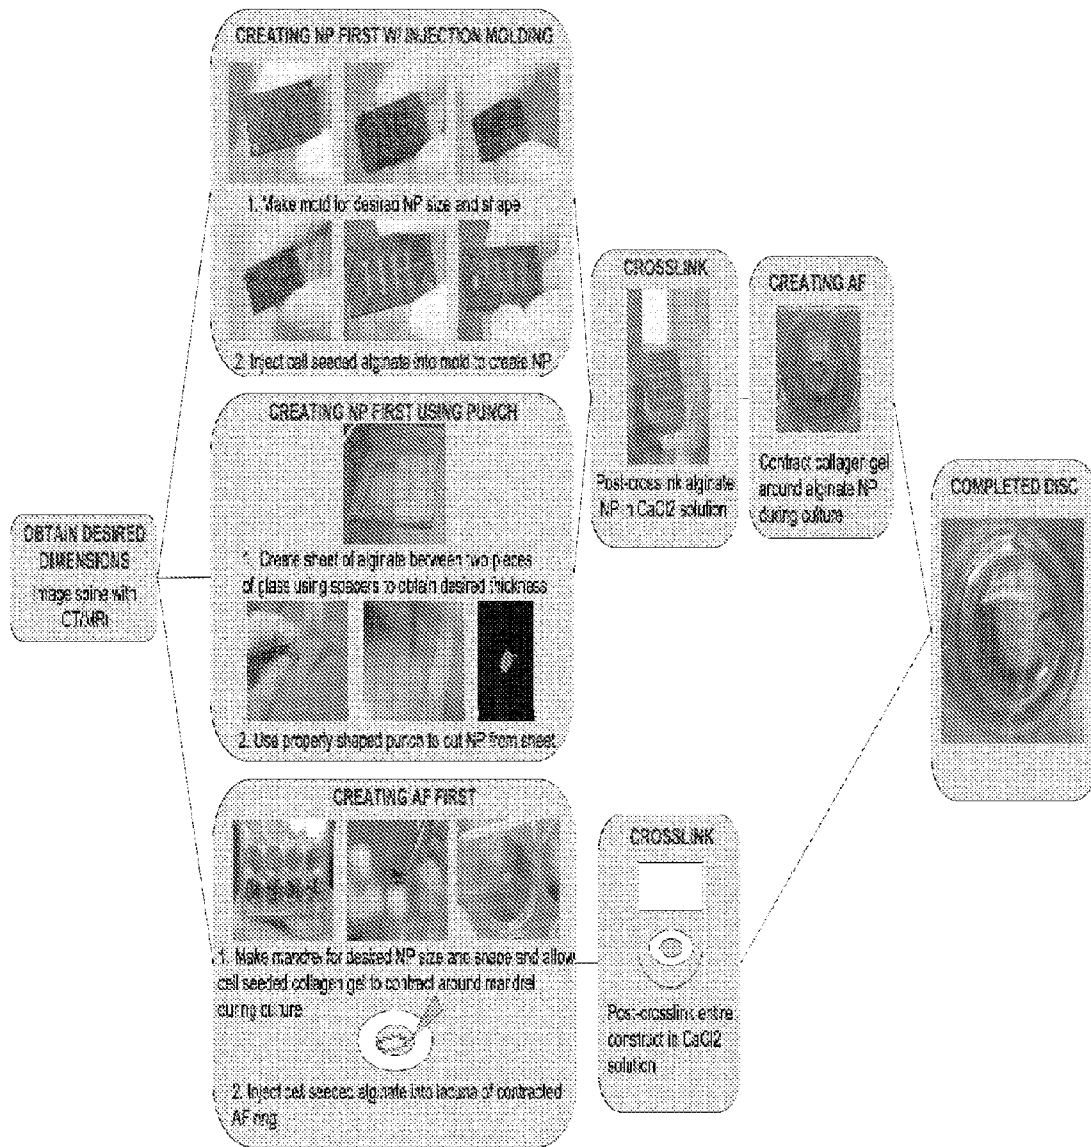 CREATING NP FIRST W/ INJECTION MOLDING
1. Make mold for desired NP size and shape
2. Inject cell seeded alginate into mold to create NP
CREATING NP FIRST USING PUNCH
1. Create sheet of alginate between two pieces
of glass using spacers to obtain desired thickness
2. Use properly shaped punch to cut NP from sheet
OBTAIN DESIRED
DIMENSIONS
Image spine with
CT/MRI
CREATING AF FIRST
1. Make mandrel for desired NP size and shape and allow
cell seeded collagen gel to contract around mandrel
during culture
2. Inject cell seeded alginate into lacuna of contracted
AF ring
CROSSLINK
Post-crosslink alginate
NP in CaCl2 solution
CREATING AF
Contract collagen gel
around alginate NP
during culture
CROSSLINK
Post-crosslink entire
construct in CaCl2
solution
COMPLETED DISC